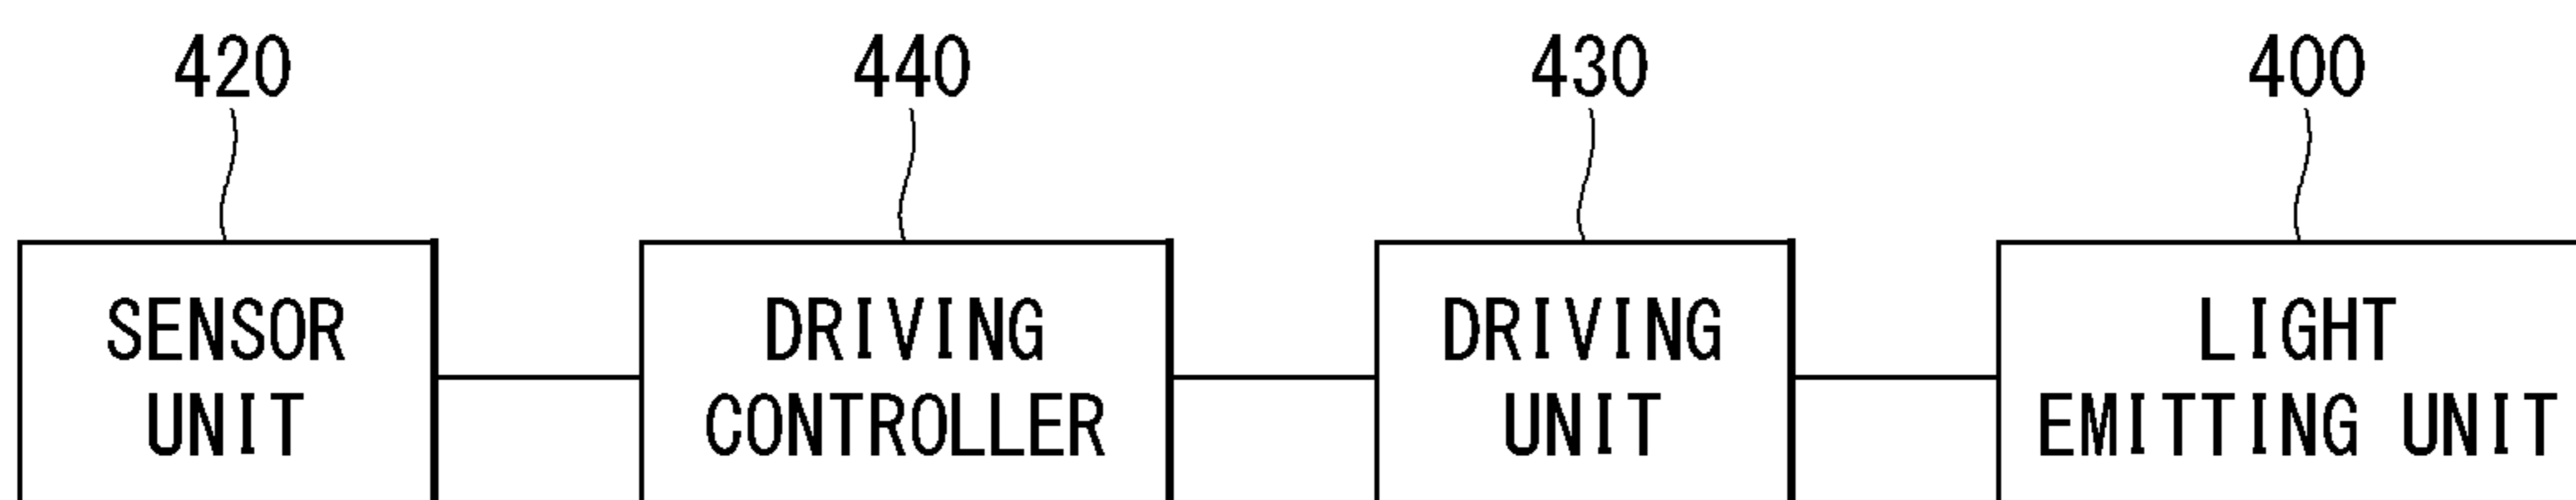 420 440 430 400
SENSOR DRIVING DRIVING LIGHT
UNIT CONTROLLER UNIT EMITTING UNIT